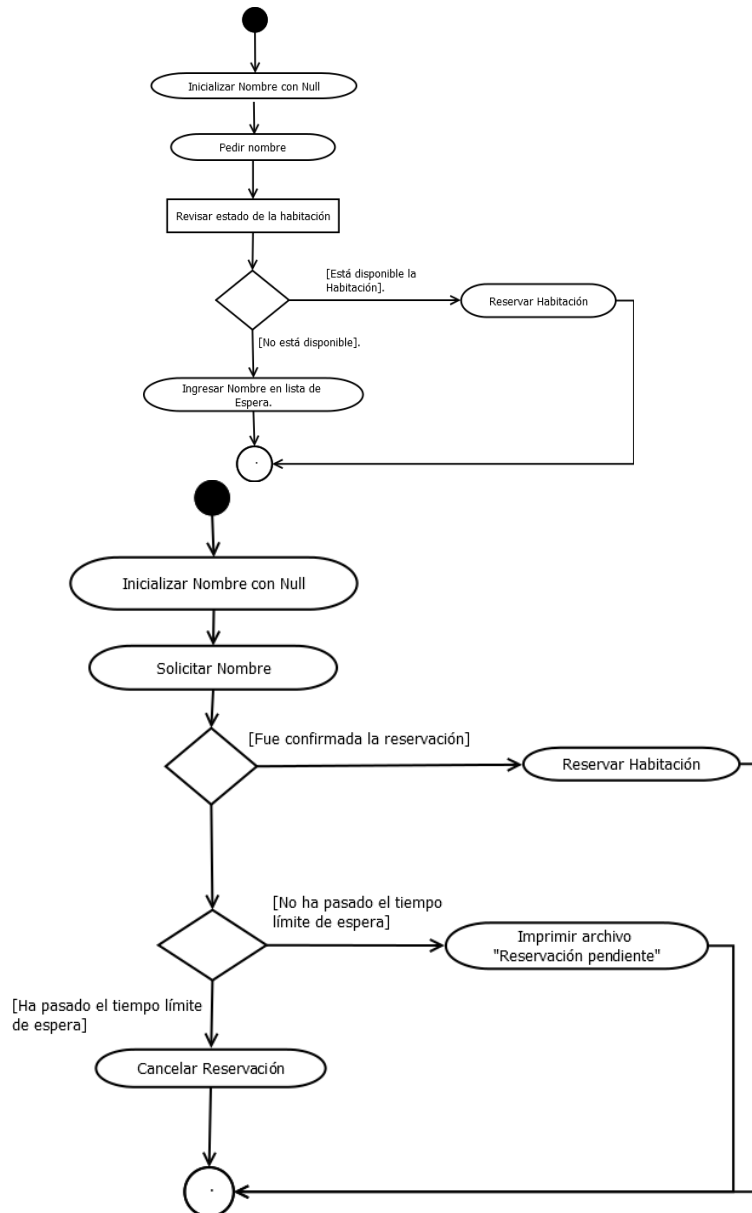 Inicializar Nombre con Null
Pedir nombre
Revisar estado de la habitación
[Está disponible la
Habitación].
Reservar Habitación
[No está disponible].
Ingresar Nombre en lista de
Espera.
Inicializar Nombre con Null
Solicitar Nombre
[Fue confirmada la reservación]
Reservar Habitación
[No ha pasado el tiempo
límite de espera]
Imprimir archivo
"Reservación pendiente"
[Ha pasado el tiempo límite
de espera]
Cancelar Reservación